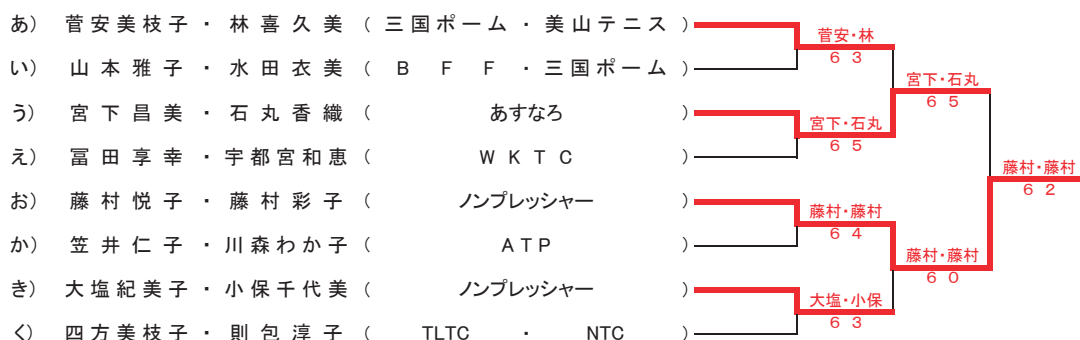 あ) 菅安美枝子 ・ 林喜久美 ( 三国ポーム ・ 美山テニス )
菅安・林
6 3
い) 山本雅子 ・ 水田衣美 ( B F F ・ 三国ポーム )
宮下・石丸
6 5
う) 宮下昌美 ・ 石丸香織 ( あすなろ )
宮下・石丸
6 5
え) 冨田享幸 ・ 宇都宮和恵 ( W K T C )
藤村・藤村
6 2
お) 藤村悦子 ・ 藤村彩子 ( ノンプレッシャー )
藤村・藤村
6 4
か) 笠井仁子 ・ 川森わか子 ( A T P )
藤村・藤村
6 0
き) 大塩紀美子 ・ 小保千代美 ( ノンプレッシャー )
大塩・小保
6 3
く) 四方美枝子 ・ 則包淳子 ( TLTC ・ NTC )